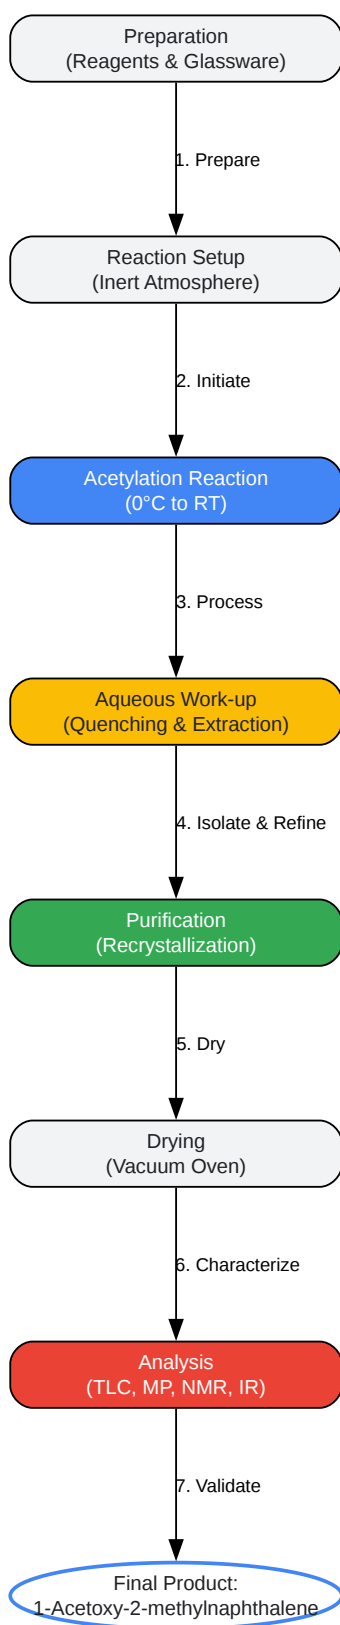 Preparation
(Reagents & Glassware)
1. Prepare
Reaction Setup
(Inert Atmosphere)
2. Initiate
Acetylation Reaction
(0°C to RT)
3. Process
Aqueous Work-up
(Quenching & Extraction)
4. Isolate & Refine
Purification
(Recrystallization)
5. Dry
Drying
(Vacuum Oven)
6. Characterize
Analysis
(TLC, MP, NMR, IR)
7. Validate
Final Product:
1-Acetoxy-2-methylnaphthalene